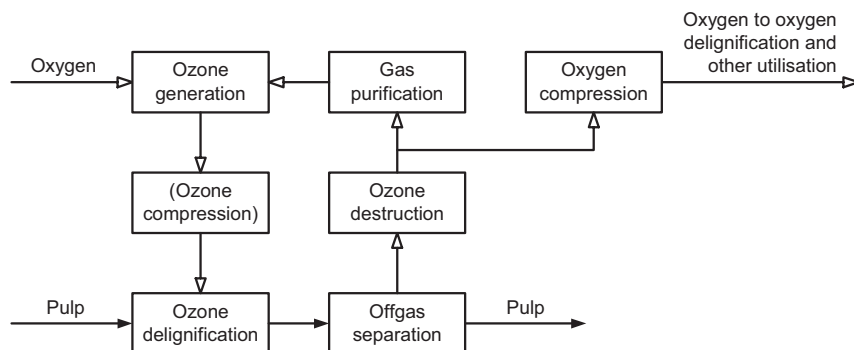 Oxygen to oxygen
delignification and
other utilisation
Oxygen
Ozone
generation
Gas
purification
Oxygen
compression
(Ozone
compression)
Ozone
destruction
Pulp
Ozone
delignification
Offgas
separation
Pulp